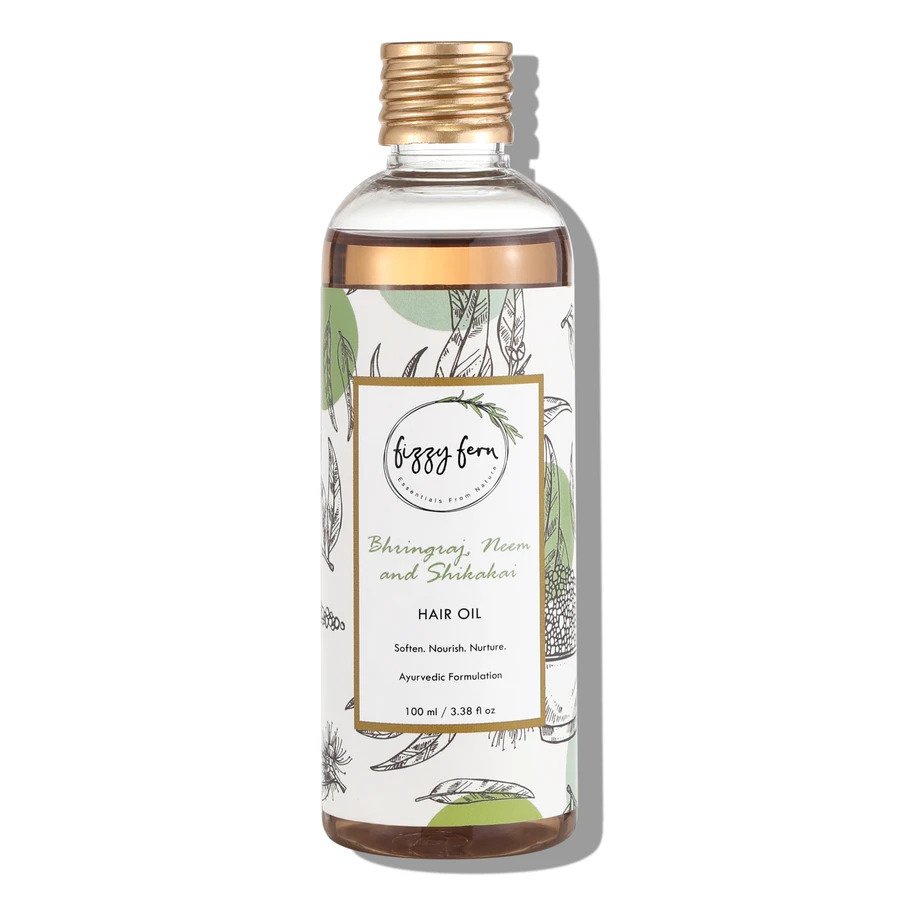 fizzy fern
Essentials From Nature
Bhringraj, Neem
and Shikakai
HAIR OIL
Soften. Nourish. Nurture.
Ayurvedic Formulation
100 ml / 3.38 fl oz